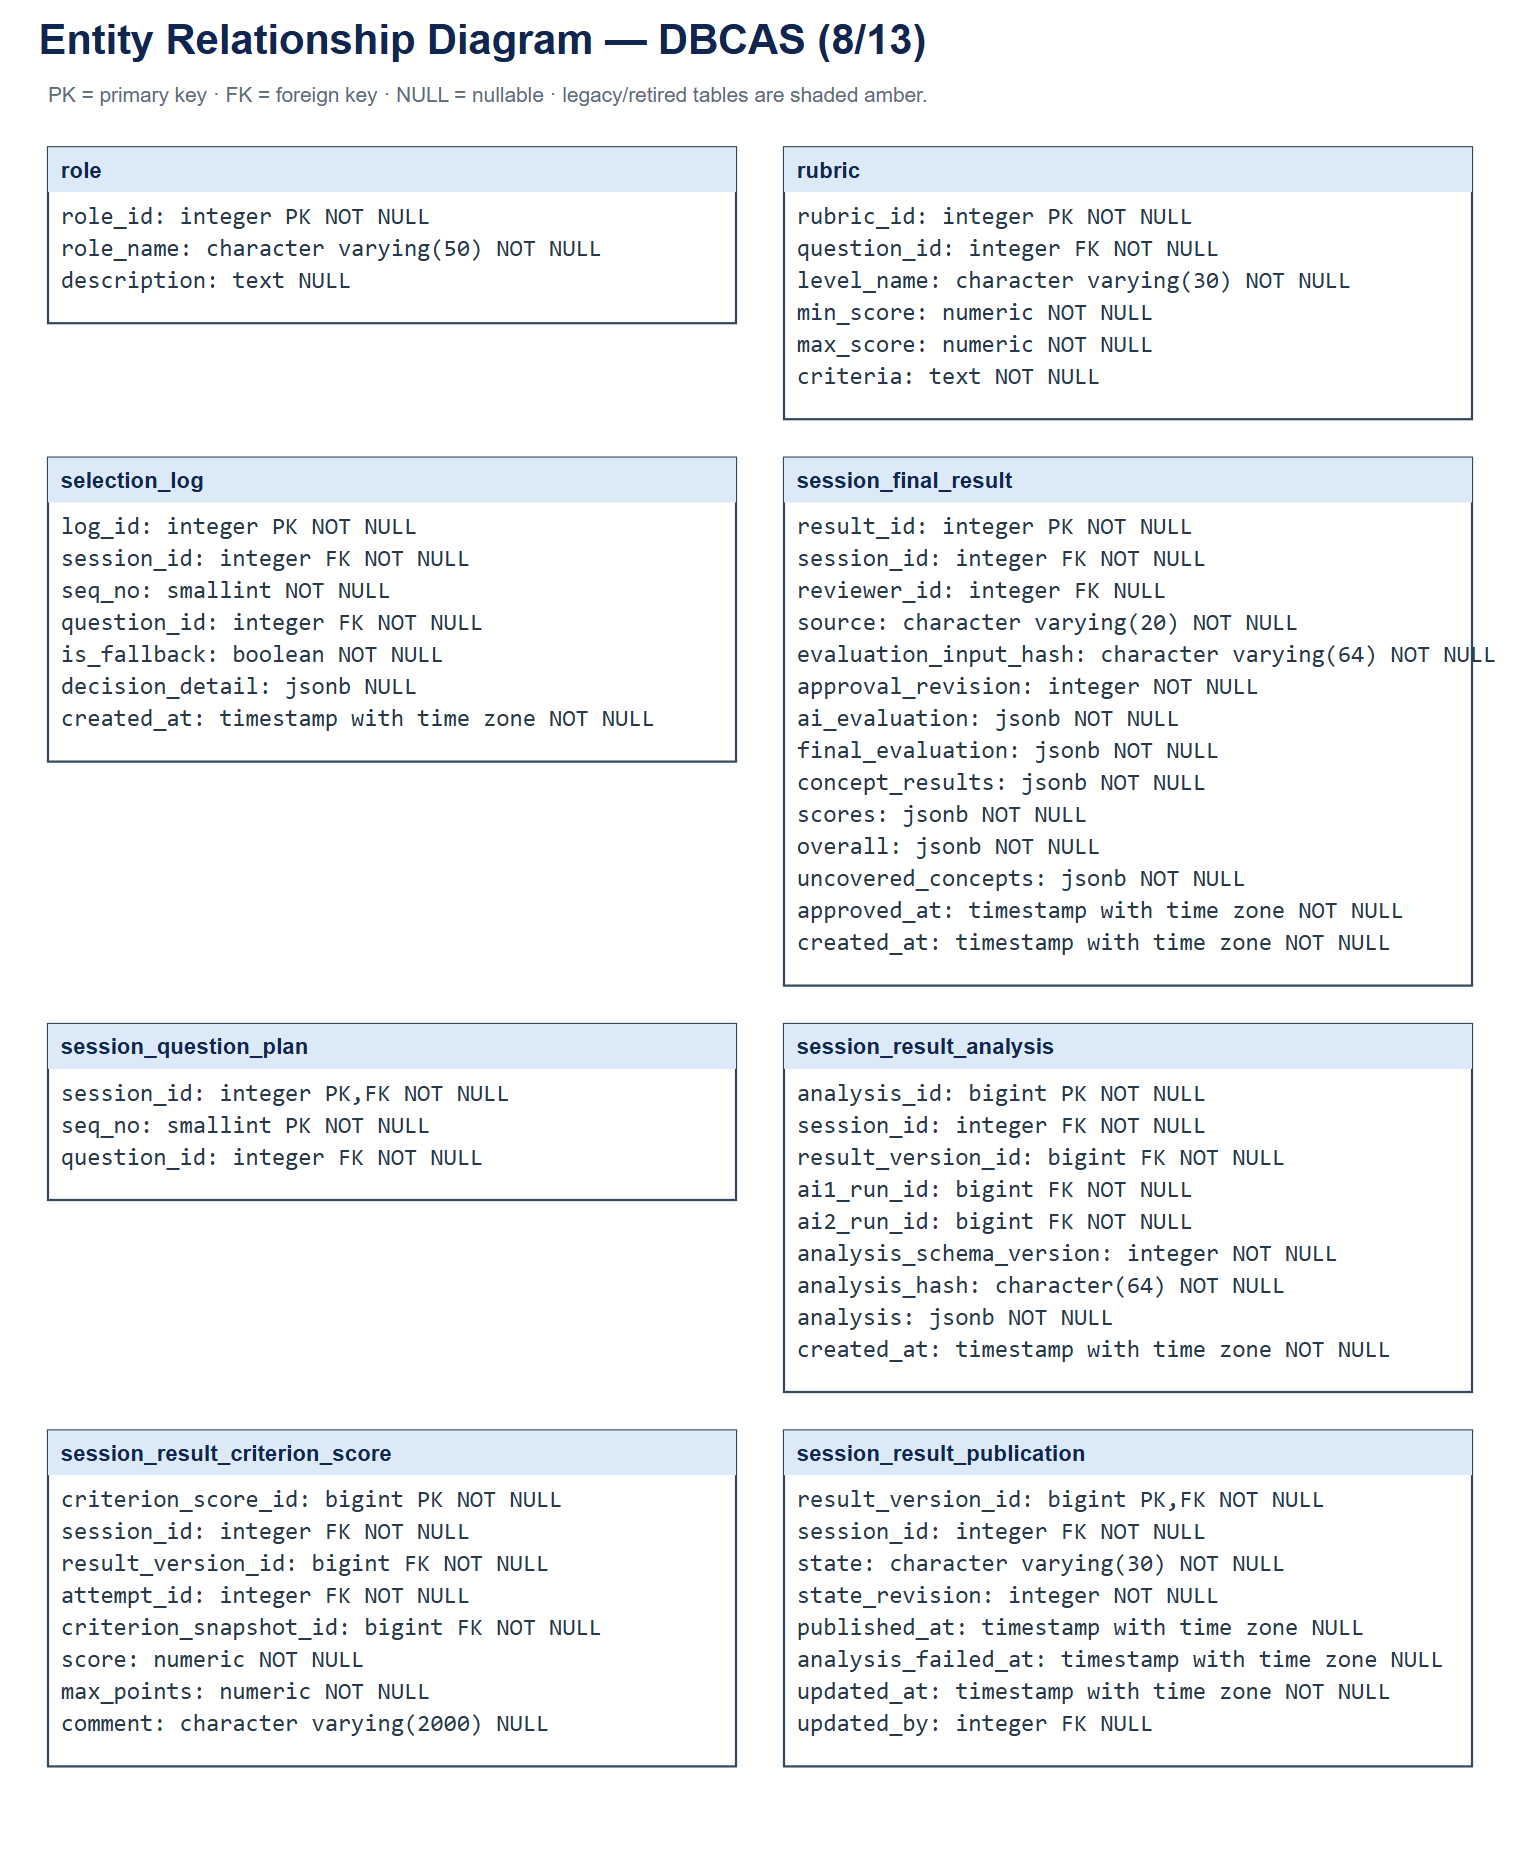 Entity Relationship Diagram — DBCAS (8/13)
PK = primary key · FK = foreign key · NULL = nullable · legacy/retired tables are shaded amber.
role
role_id: integer PK NOT NULL
role_name: character varying(50) NOT NULL
description: text NULL
rubric
rubric_id: integer PK NOT NULL
question_id: integer FK NOT NULL
level_name: character varying(30) NOT NULL
min_score: numeric NOT NULL
max_score: numeric NOT NULL
criteria: text NOT NULL
selection_log
log_id: integer PK NOT NULL
session_id: integer FK NOT NULL
seq_no: smallint NOT NULL
question_id: integer FK NOT NULL
is_fallback: boolean NOT NULL
decision_detail: jsonb NULL
created_at: timestamp with time zone NOT NULL
session_final_result
result_id: integer PK NOT NULL
session_id: integer FK NOT NULL
reviewer_id: integer FK NULL
source: character varying(20) NOT NULL
evaluation_input_hash: character varying(64) NOT NULL
approval_revision: integer NOT NULL
ai_evaluation: jsonb NOT NULL
final_evaluation: jsonb NOT NULL
concept_results: jsonb NOT NULL
scores: jsonb NOT NULL
overall: jsonb NOT NULL
uncovered_concepts: jsonb NOT NULL
approved_at: timestamp with time zone NOT NULL
created_at: timestamp with time zone NOT NULL
session_question_plan
session_id: integer PK,FK NOT NULL
seq_no: smallint PK NOT NULL
question_id: integer FK NOT NULL
session_result_analysis
analysis_id: bigint PK NOT NULL
session_id: integer FK NOT NULL
result_version_id: bigint FK NOT NULL
ai1_run_id: bigint FK NOT NULL
ai2_run_id: bigint FK NOT NULL
analysis_schema_version: integer NOT NULL
analysis_hash: character(64) NOT NULL
analysis: jsonb NOT NULL
created_at: timestamp with time zone NOT NULL
session_result_criterion_score
criterion_score_id: bigint PK NOT NULL
session_id: integer FK NOT NULL
result_version_id: bigint FK NOT NULL
attempt_id: integer FK NOT NULL
criterion_snapshot_id: bigint FK NOT NULL
score: numeric NOT NULL
max_points: numeric NOT NULL
comment: character varying(2000) NULL
session_result_publication
result_version_id: bigint PK,FK NOT NULL
session_id: integer FK NOT NULL
state: character varying(30) NOT NULL
state_revision: integer NOT NULL
published_at: timestamp with time zone NULL
analysis_failed_at: timestamp with time zone NULL
updated_at: timestamp with time zone NOT NULL
updated_by: integer FK NULL